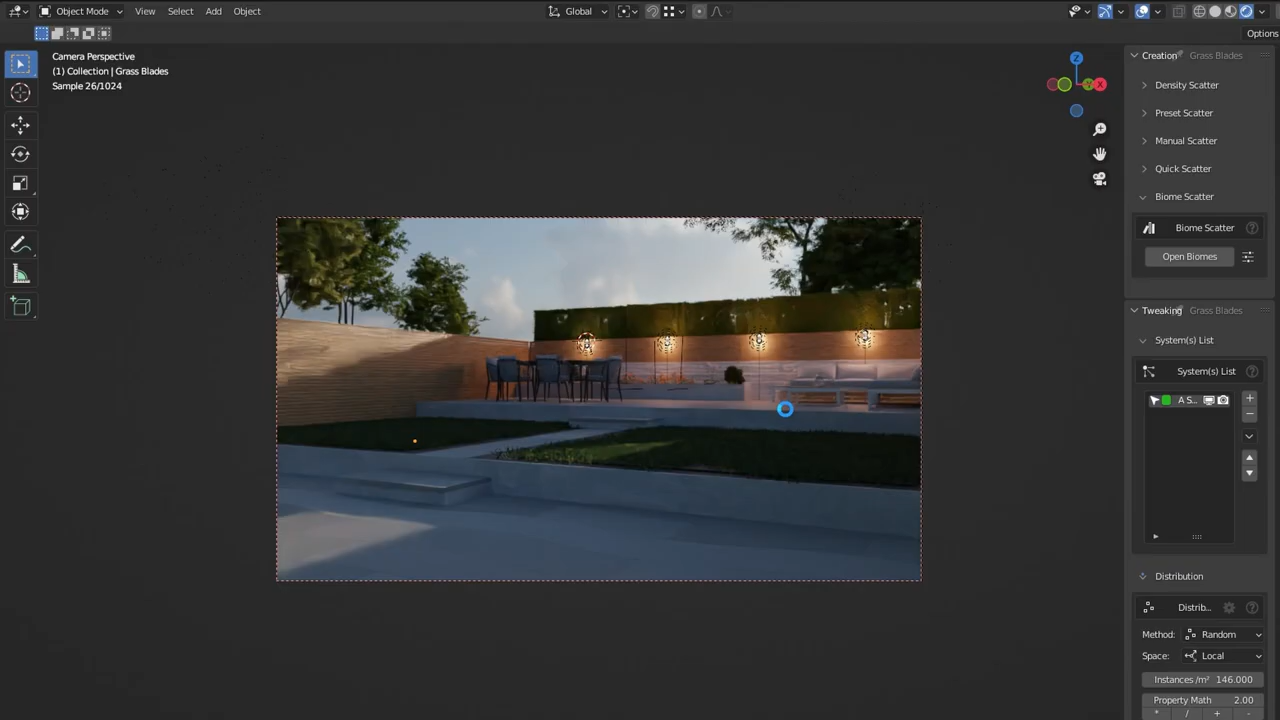 Object Mode View Select Add Object Global
Options
Camera Perspective
(1) Collection | Grass Blades
Sample 26/1024
Z
Y X
Creation Grass Blades
Density Scatter
Preset Scatter
Manual Scatter
Quick Scatter
Biome Scatter
Biome Scatter ?
Open Biomes
Tweaking Grass Blades
System(s) List
System(s) List ?
A S...
Distribution
Distrib... ?
Method: Random
Space: Local
Instances /m² 146.000
Property Math 2.00
* / + -